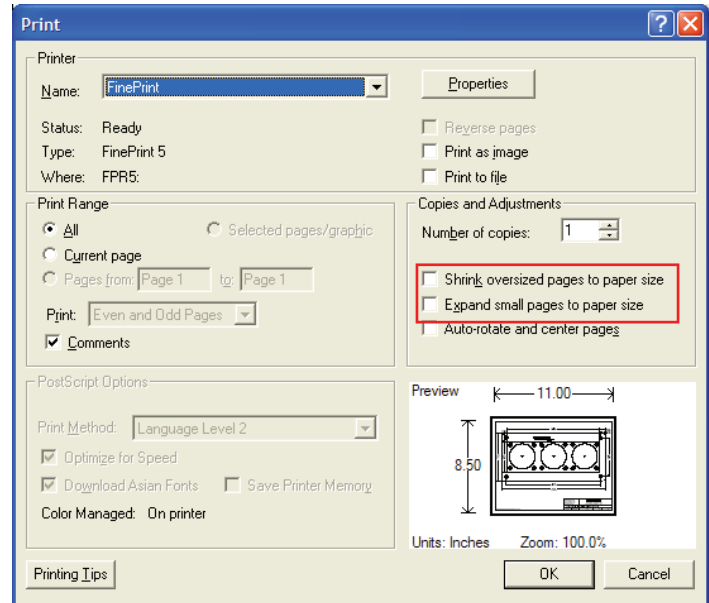 Print
Printer
Name: FinePrint Properties
Status: Ready Reverse pages
Type: FinePrint 5 Print as image
Where: FPR5: Print to file
Print Range
All Selected pages/graphic
Current page
Pages from: Page 1 to: Page 1
Print: Even and Odd Pages
Comments
Copies and Adjustments
Number of copies: 1
Shrink oversized pages to paper size
Expand small pages to paper size
Auto-rotate and center pages
PostScript Options
Print Method: Language Level 2
Optimize for Speed
Download Asian Fonts Save Printer Memory
Color Managed: On printer
Preview
11.00
8.50
Units: Inches Zoom: 100.0%
Printing Tips OK Cancel